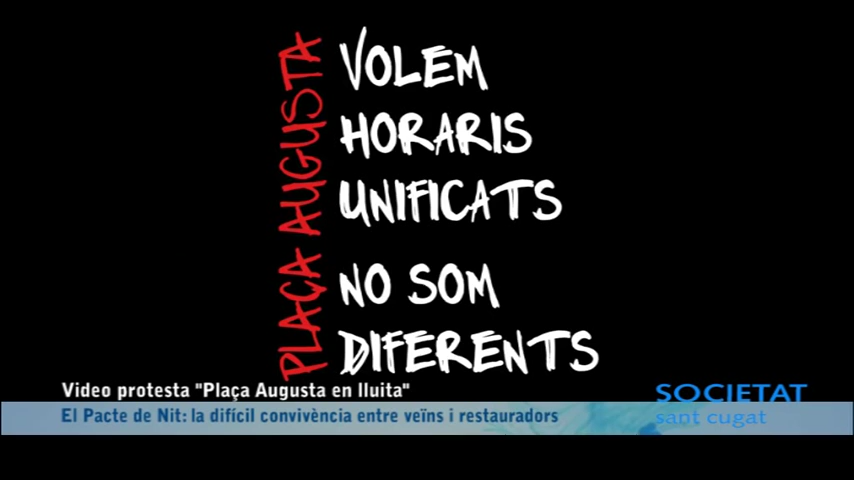 PLAÇA AUGUSTA
VOLEM
HORARIS
UNIFICATS
NO SOM
DIFERENTS
Video protesta "Plaça Augusta en lluita"
El Pacte de Nit: la difícil convivència entre veïns i restauradors
SOCIETAT
sant cugat